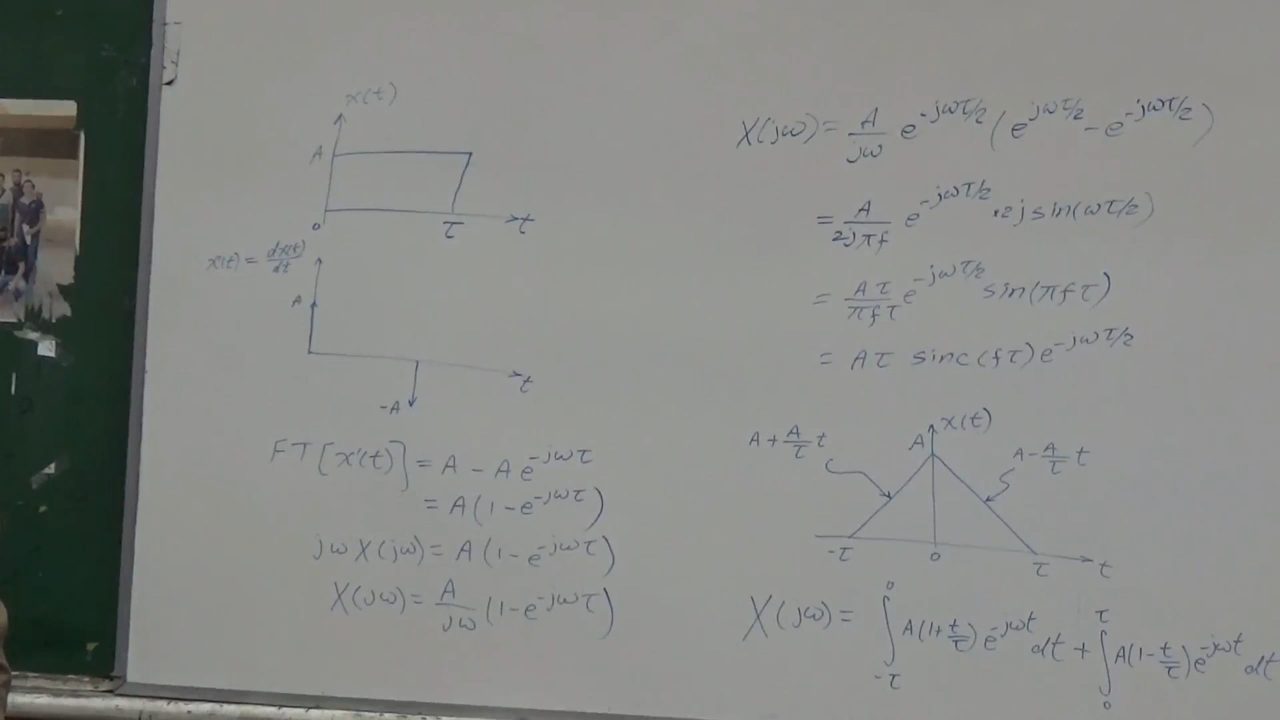 x(t)
A
0
τ
t
x'(t) = dx(t)/dt
A
-A
t
FT[x'(t)] = A - A e^{-jωτ}
= A(1 - e^{-jωτ})
jω X(jω) = A(1 - e^{-jωτ})
X(jω) = A/jω (1 - e^{-jωτ})
X(jω) = A/jω e^{-jωτ/2} (e^{jωτ/2} - e^{-jωτ/2})
= A/2jπf e^{-jωτ/2} · 2j sin(ωτ/2)
= Aτ/πfτ e^{-jωτ/2} sin(πfτ)
= Aτ sinc(fτ) e^{-jωτ/2}
x(t)
A
A + A/τ t
A - A/τ t
-τ
0
τ
t
X(jω) = ∫_{-τ}^{0} A(1 + t/τ) e^{-jωt} dt + ∫_{0}^{τ} A(1 - t/τ) e^{-jωt} dt